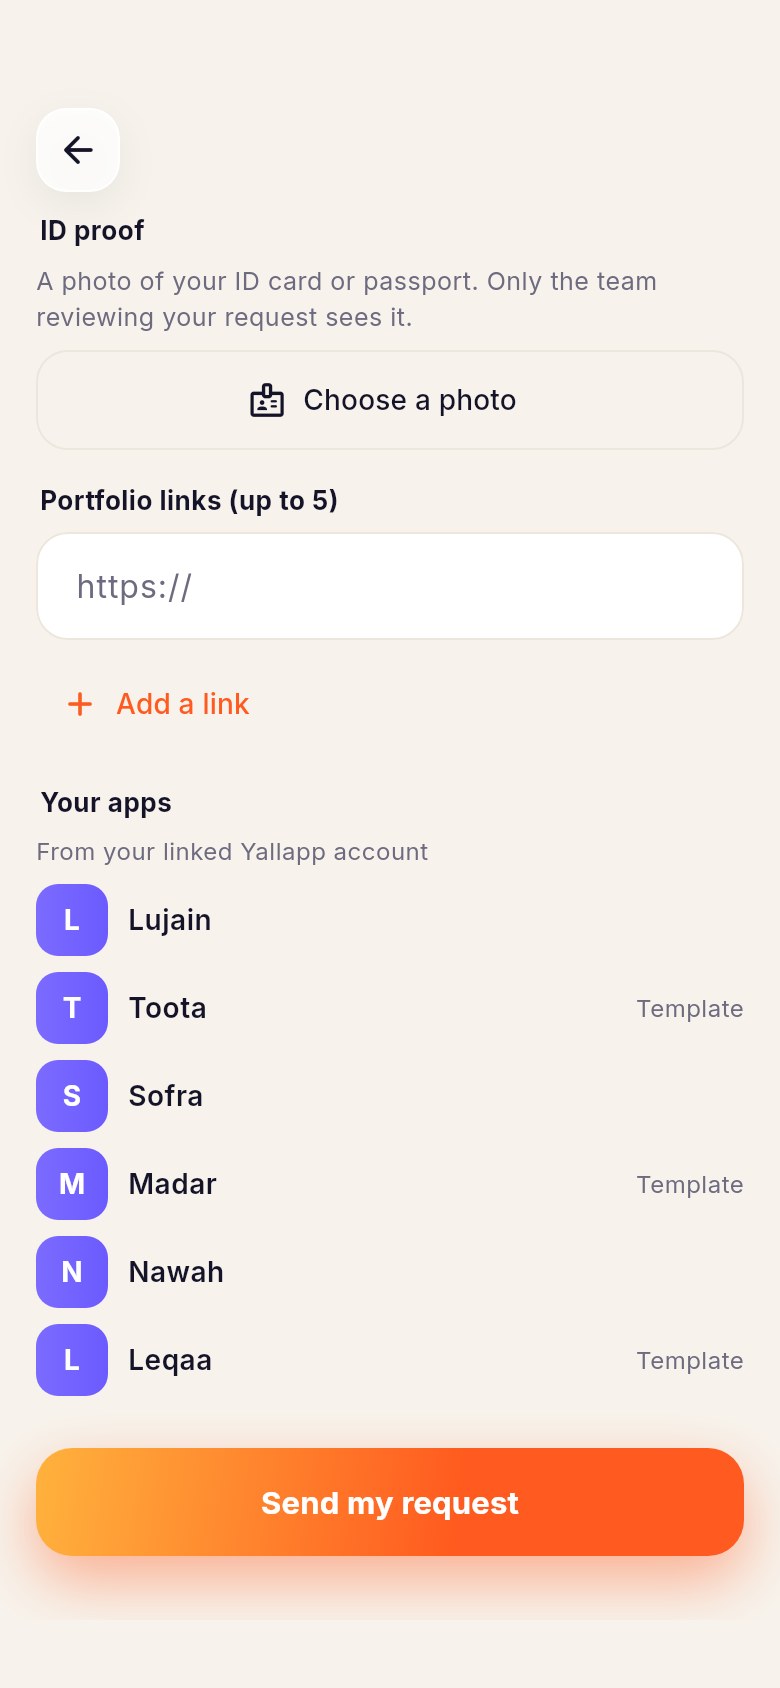 ID proof
A photo of your ID card or passport. Only the team
reviewing your request sees it.
Choose a photo
Portfolio links (up to 5)
https://
Add a link
Your apps
From your linked Yallapp account
L Lujain
T Toota Template
S Sofra
M Madar Template
N Nawah
L Leqaa Template
Send my request